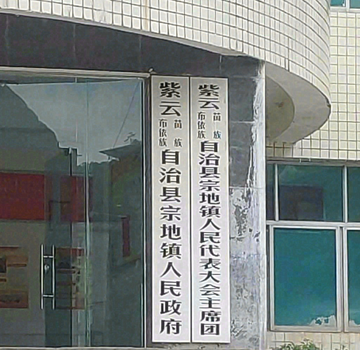 紫云苗族布依族自治县宗地镇人民政府
紫云苗族布依族自治县宗地镇人民代表大会主席团